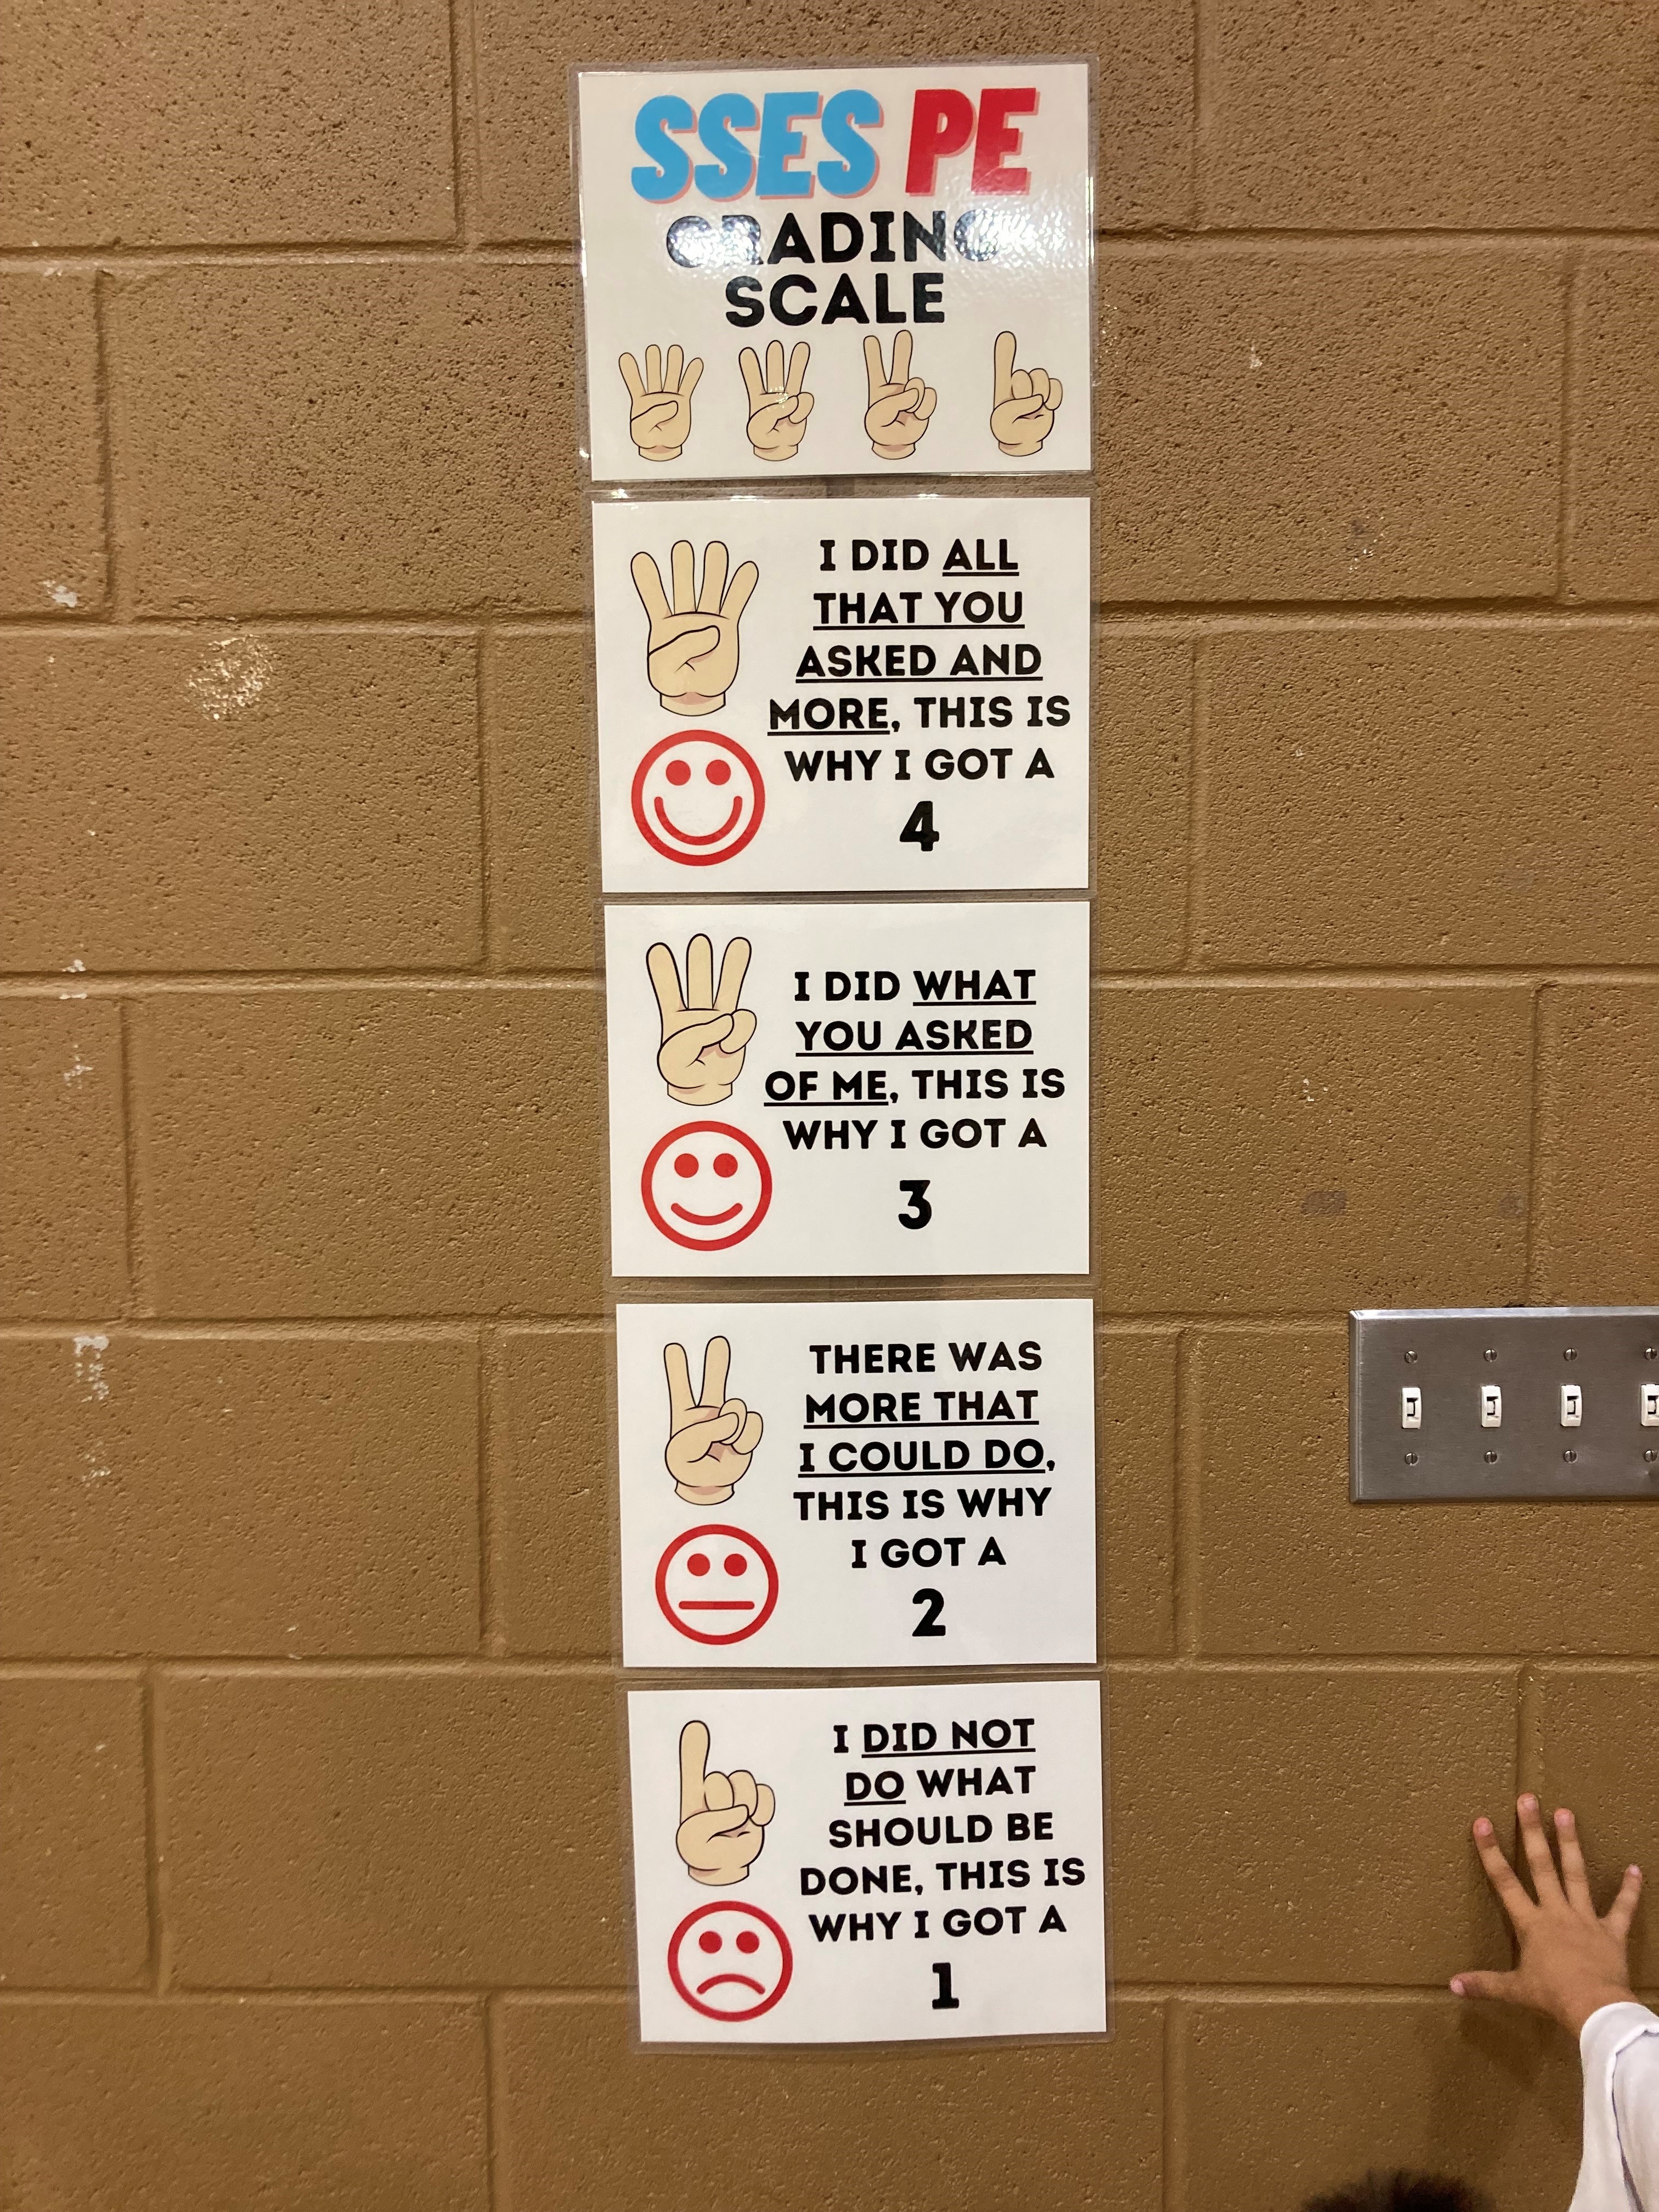 SSES PE
GRADING
SCALE
I DID ALL
THAT YOU
ASKED AND
MORE, THIS IS
WHY I GOT A
4
I DID WHAT
YOU ASKED
OF ME, THIS IS
WHY I GOT A
3
THERE WAS
MORE THAT
I COULD DO,
THIS IS WHY
I GOT A
2
I DID NOT
DO WHAT
SHOULD BE
DONE, THIS IS
WHY I GOT A
1